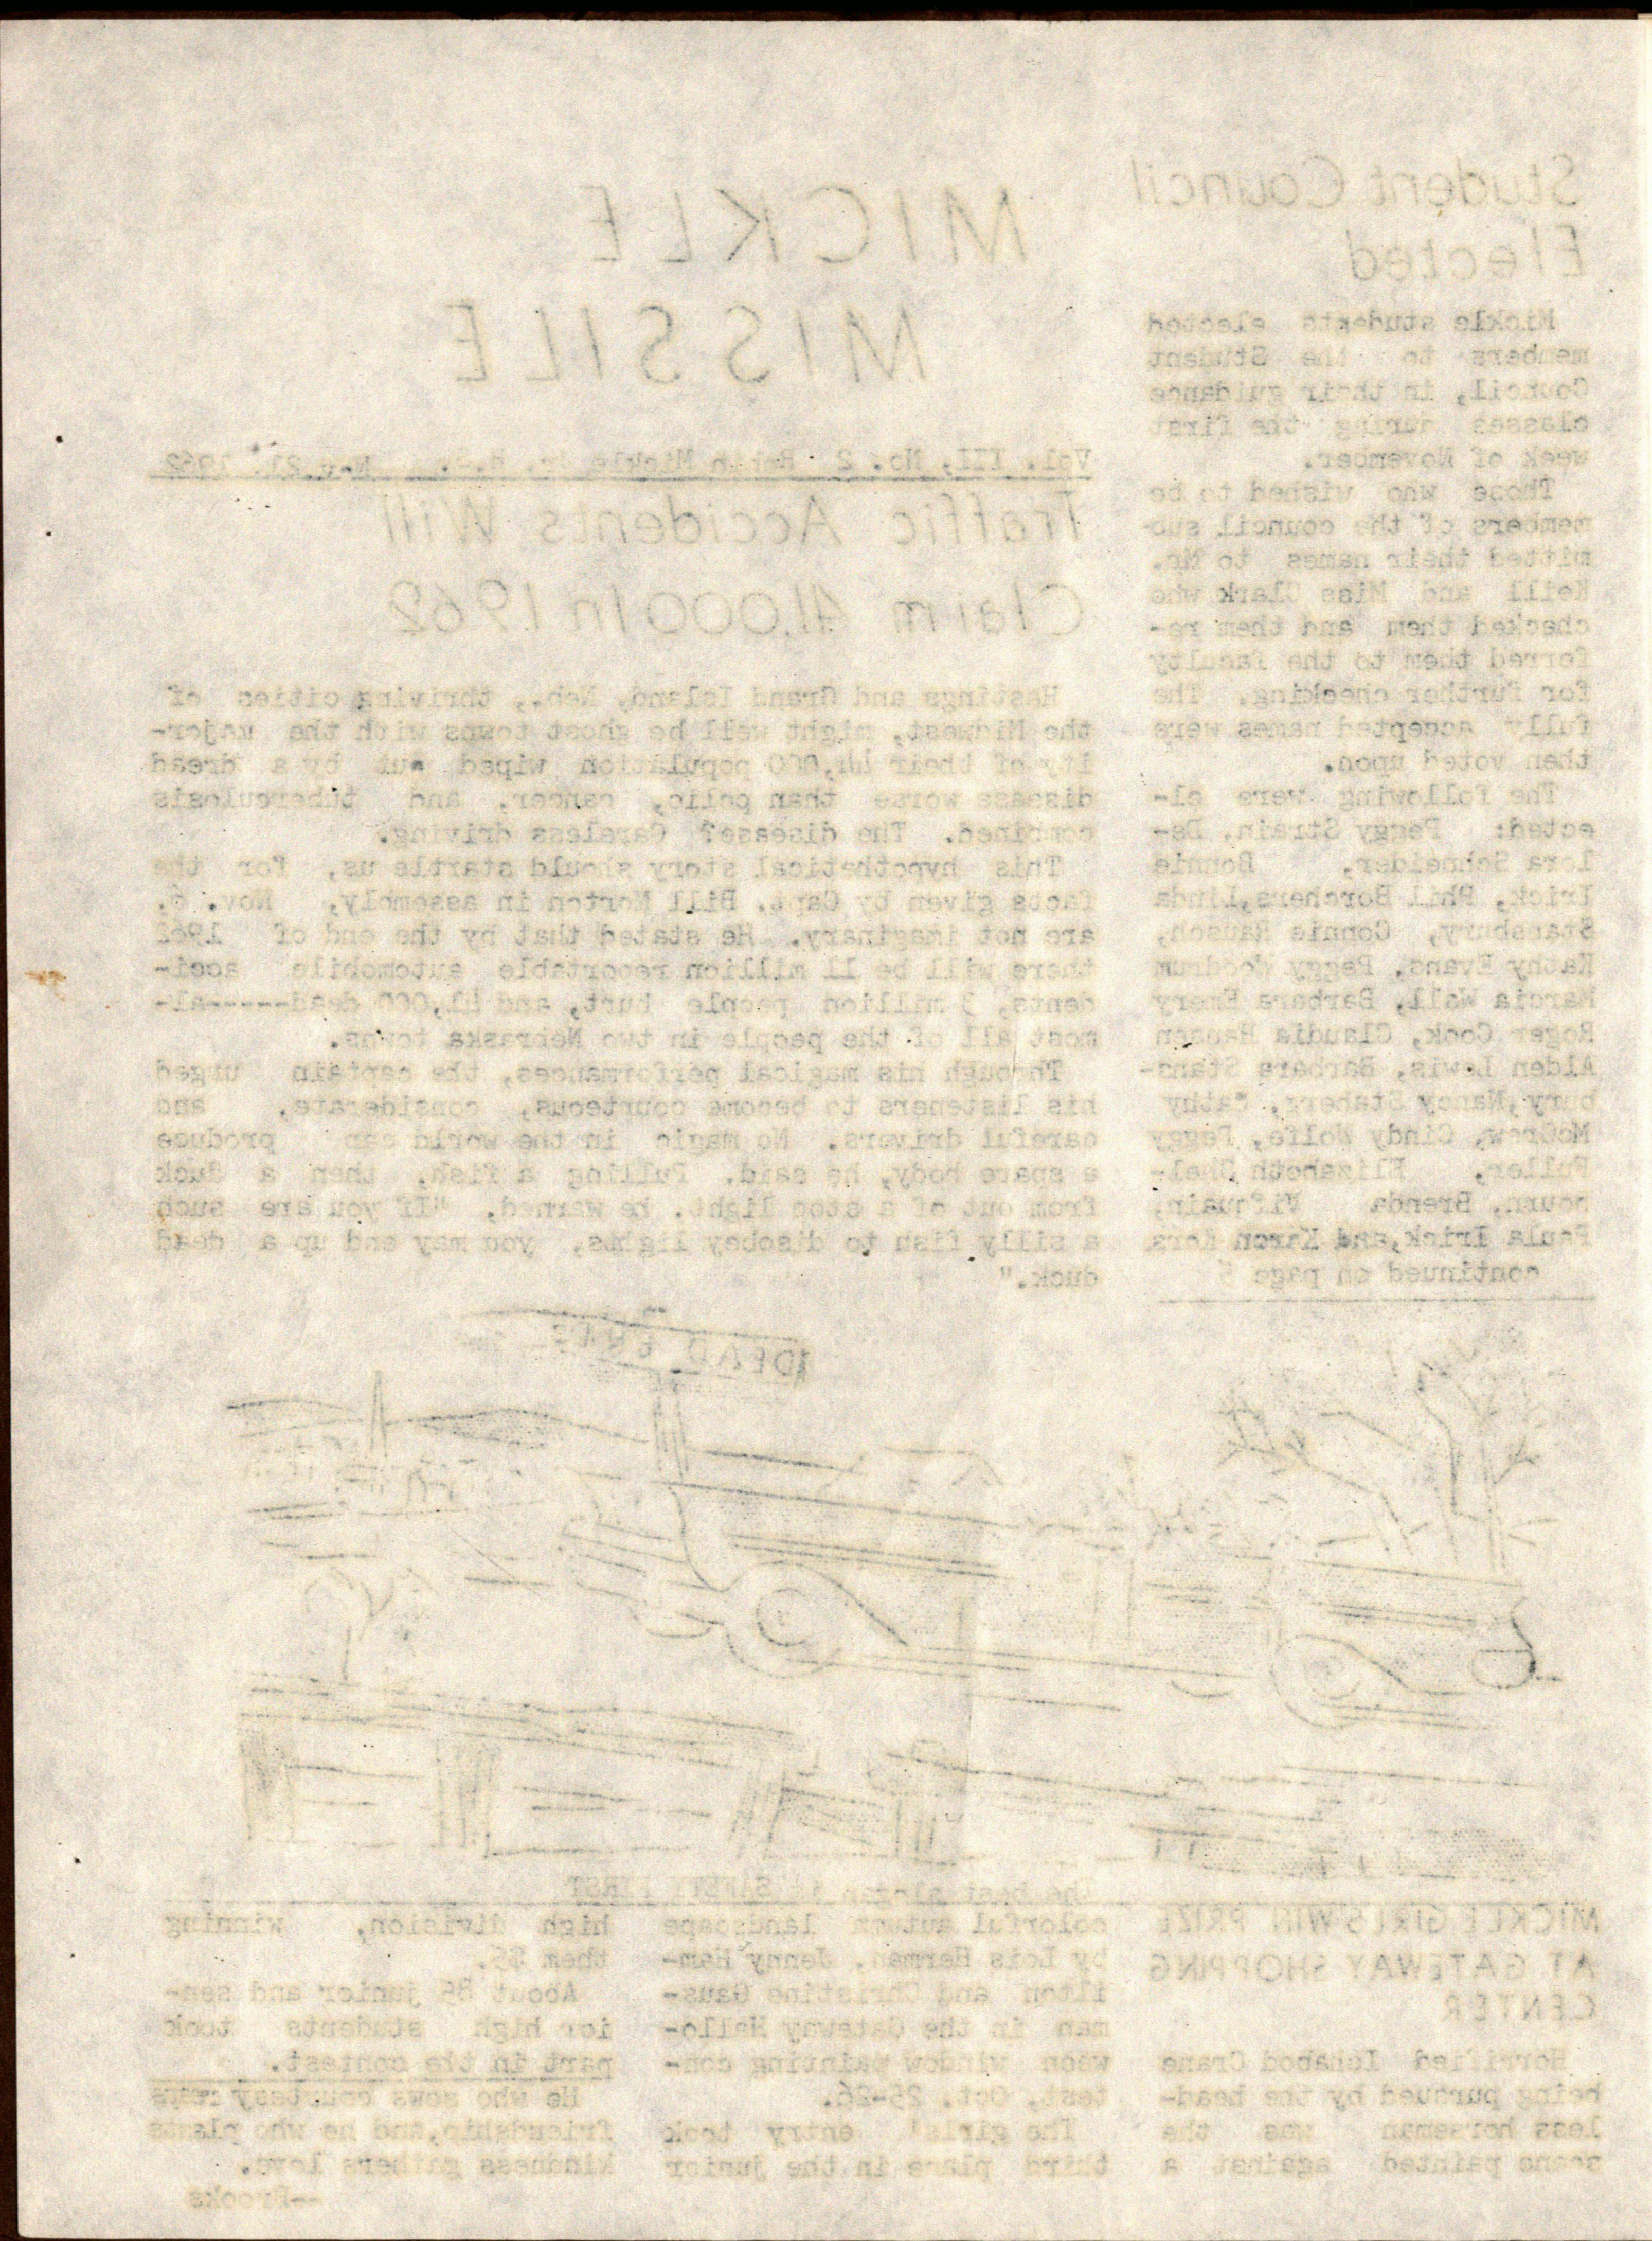 Student Council
Elected
Mickle students elected
members to the Student
Council, in their guidance
classes during the first
week of November.
Those who wished to be
members of the council sub-
mitted their names to Mr.
Keill and Miss Clark who
checked them and them re-
ferred them to the faculty
for further checking. The
fully accepted names were
then voted upon.
The following were el-
ected: Peggy Strain, De-
lora Schneider, Bonnie
Irick, Phil Borchers, Linda
Stansbury, Connie Rausch,
Kathy Evans, Peggy Woodrum
Marcia Wall, Barbara Emery
Roger Cook, Claudia Hansen
Alden Lewis, Barbara Stans-
bury, Nancy Staberg, Cathy
McGrew, Cindy Wolfe, Peggy
Fuller, Elizabeth
Brenda Vifquain,
Paula Irick, and Karen
continued on page
MICKLE
MISSILE
Vol. III, No. 2 Robin Mickle Jr. H.S. Nov. 21, 1962
Traffic Accidents Will
Claim 41,000 In 1962
Hastings and Grand Island, Neb., thriving cities of
the Midwest, might well be ghost towns with the major-
ity of their 41,000 population wiped out by a dread
disease worse than polio, cancer, and tuberculosis
combined. The disease? Careless driving.
This hypothetical story should startle us, for the
facts given by Capt. Bill Morton in assembly, Nov. 6,
are not imaginary. He stated that by the end of 1962
there will be 11 million reportable automobile acci-
dents, 3 million people hurt, and 41,000 dead------al-
most all of the people in two Nebraska towns.
Through his magical performances, the captain urged
his listeners to become courteous, considerate, and
careful drivers. No magic in the world can produce
a spare body, he said. Pulling a fish, then a duck
from out of a stop light, he warned, "If you are such
a silly fish to disobey lights, you may end up a dead
duck."
DEAD
The best slogan is SAFETY FIRST
MICKLE GIRLS WIN PRIZE
AT GATEWAY SHOPPING
CENTER
Horrified Ichabod Crane
being pursued by the head-
less horseman was the
scene painted against a
colorful autumn landscape
by Lois Herman, Jenny Ham-
ilton and Christine Gaus-
man in the Gateway Hallo-
ween window painting con-
test, Oct. 25-26.
The girls' entry took
third place in the junior
high division, winning
them $5.
About 85 junior and sen-
ior high students took
part in the contest.
He who sows courtesy reaps
friendship, and he who plants
kindness gathers love.
--Brooks